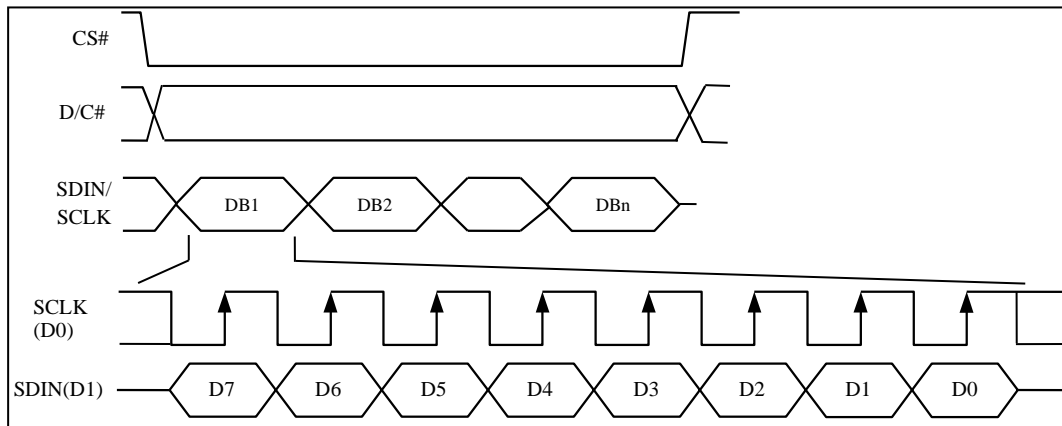 CS#
D/C#
SDIN/
SCLK
DB1 DB2 DBn
SCLK
(D0)
SDIN(D1) D7 D6 D5 D4 D3 D2 D1 D0